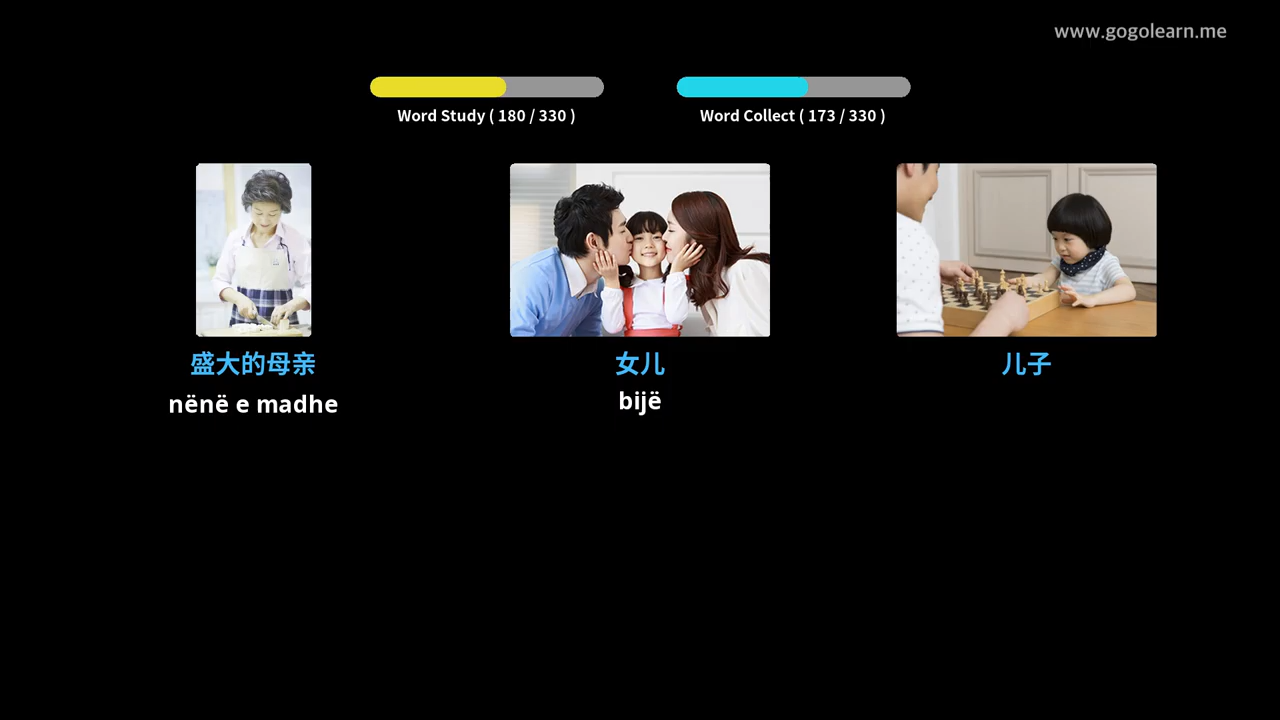 www.gogolearn.me
Word Study ( 180 / 330 )
Word Collect ( 173 / 330 )
盛大的母亲
女儿
儿子
nënë e madhe
bijë